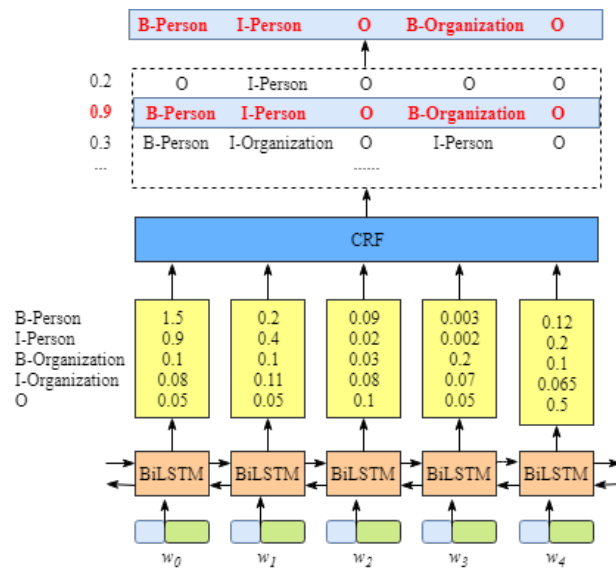 B-Person I-Person O B-Organization O
0.2 O I-Person O O O
0.9 B-Person I-Person O B-Organization O
0.3 B-Person I-Organization O I-Person O
... ......
CRF
B-Person 1.5 0.2 0.09 0.003 0.12
I-Person 0.9 0.4 0.02 0.002 0.2
B-Organization 0.1 0.1 0.03 0.2 0.1
I-Organization 0.08 0.11 0.08 0.07 0.065
O 0.05 0.05 0.1 0.05 0.5
BiLSTM BiLSTM BiLSTM BiLSTM BiLSTM
w0 w1 w2 w3 w4